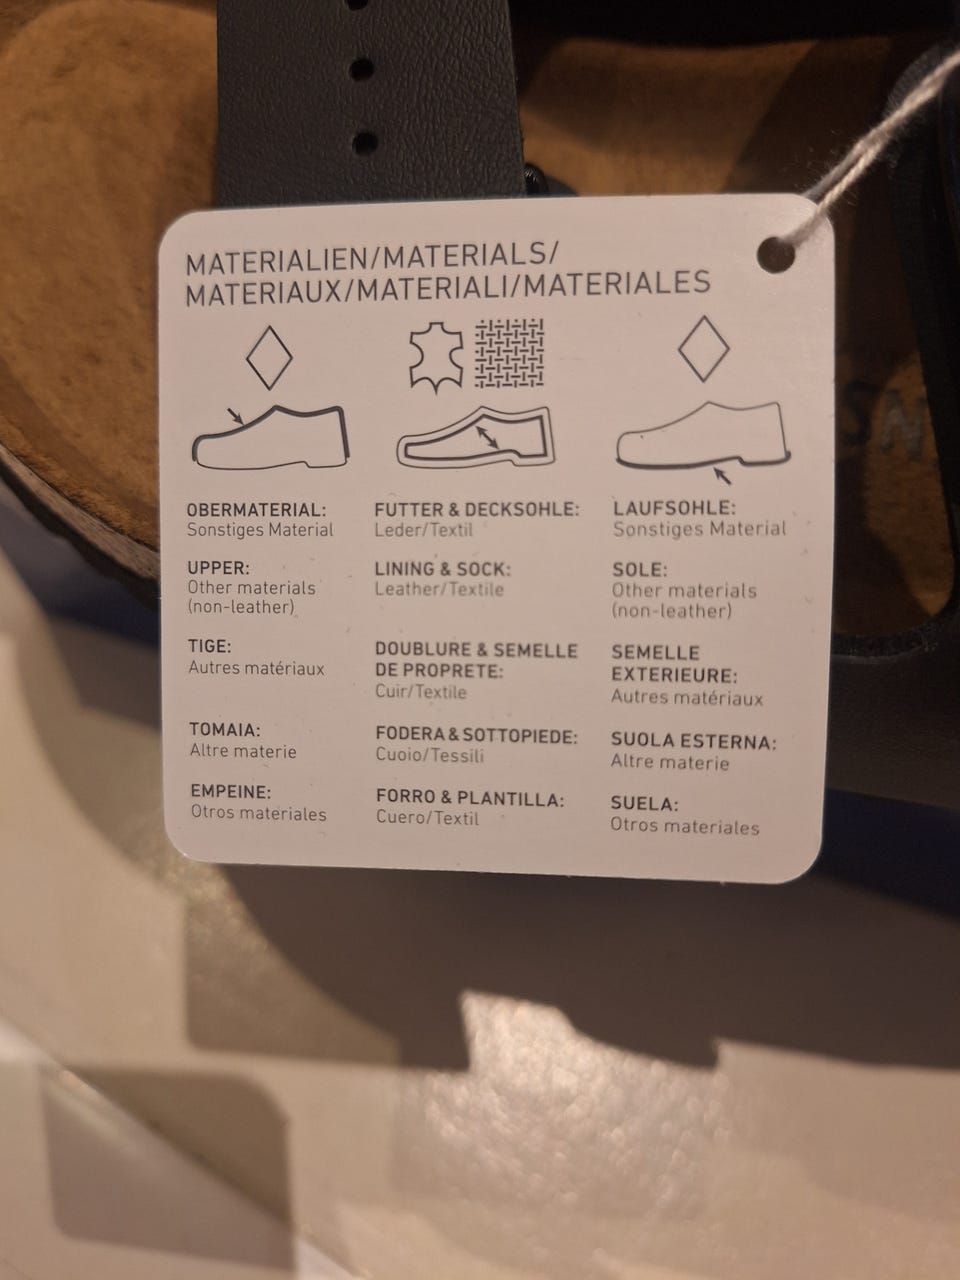 MATERIALIEN/MATERIALS/
MATERIAUX/MATERIALI/MATERIALES
OBERMATERIAL:
Sonstiges Material
UPPER:
Other materials
(non-leather)
TIGE:
Autres matériaux
TOMAIA:
Altre materie
EMPEINE:
Otros materiales
FUTTER & DECKSOHLE:
Leder/Textil
LINING & SOCK:
Leather/Textile
DOUBLURE & SEMELLE
DE PROPRETE:
Cuir/Textile
FODERA & SOTTOPIEDE:
Cuoio/Tessili
FORRO & PLANTILLA:
Cuero/Textil
LAUFSOHLE:
Sonstiges Material
SOLE:
Other materials
(non-leather)
SEMELLE
EXTERIEURE:
Autres matériaux
SUOLA ESTERNA:
Altre materie
SUELA:
Otros materiales